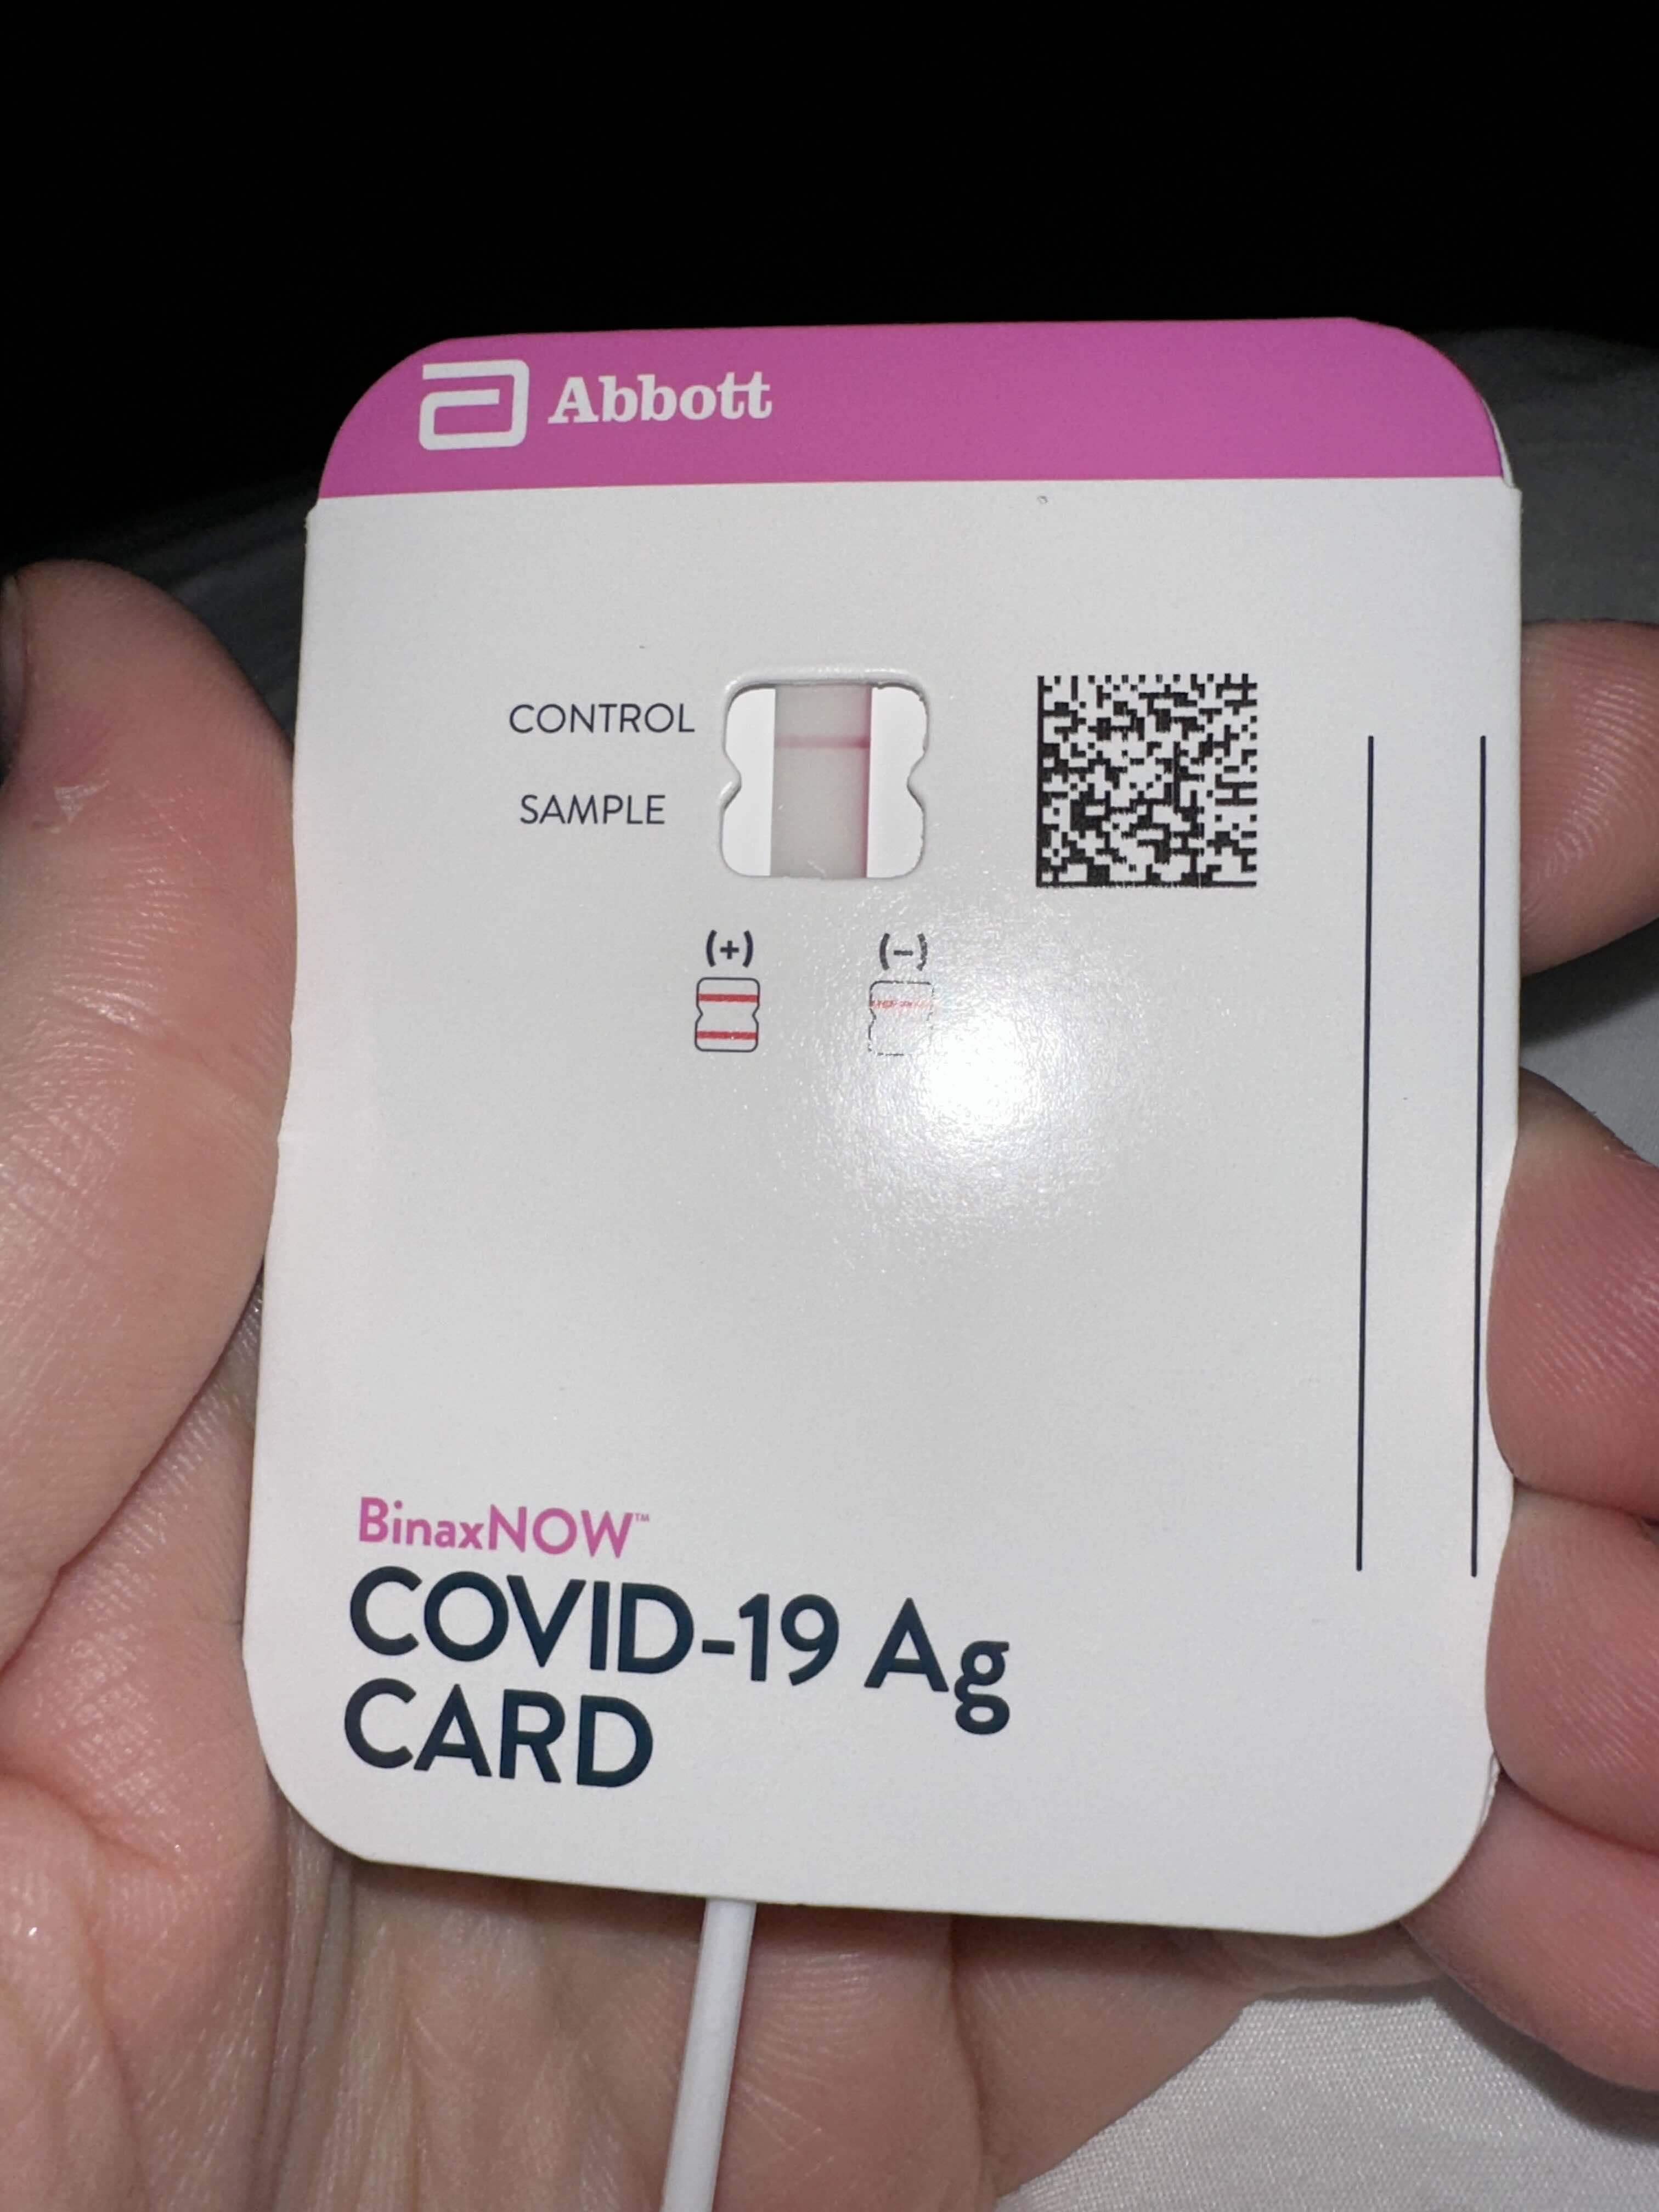 Abbott
CONTROL
SAMPLE
(+) (-)
BinaxNOW™
COVID-19 Ag
CARD